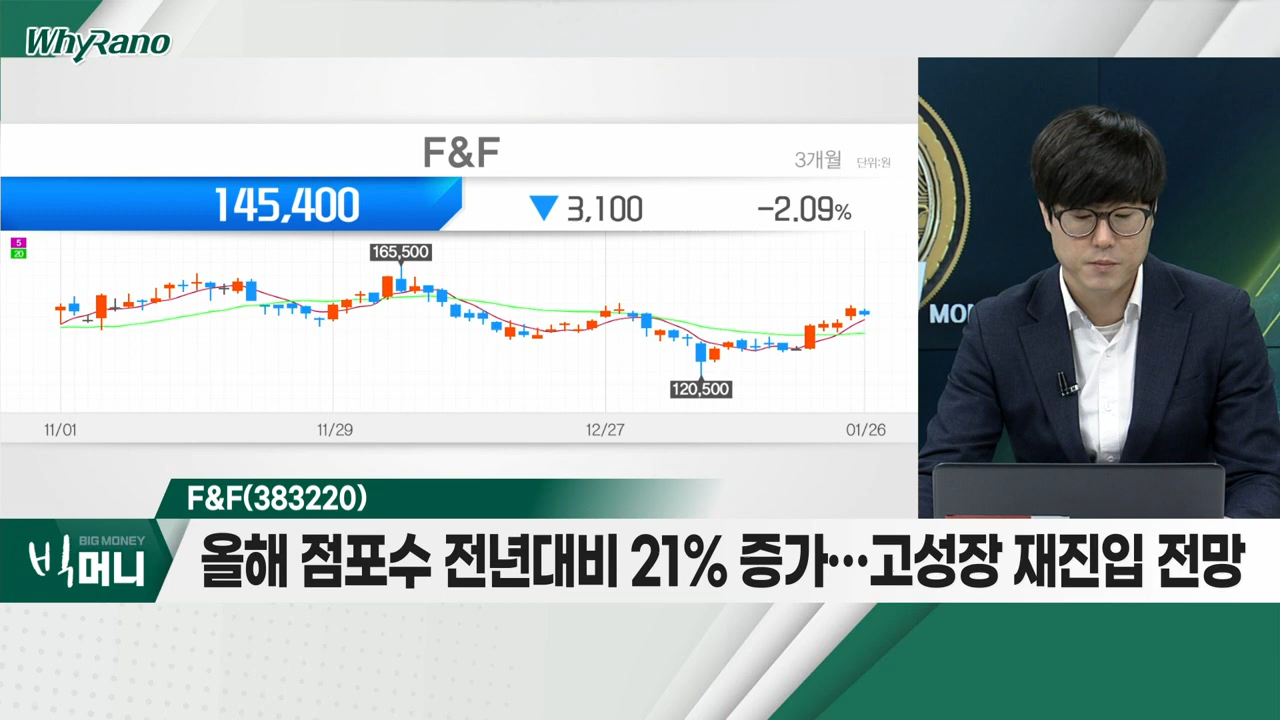 WhyRano
F&F
3개월 단위:원
145,400 ▼ 3,100 -2.09%
5
20
165,500
120,500
11/01 11/29 12/27 01/26
MO
F&F(383220)
BIG MONEY
빅머니
올해 점포수 전년대비 21% 증가…고성장 재진입 전망